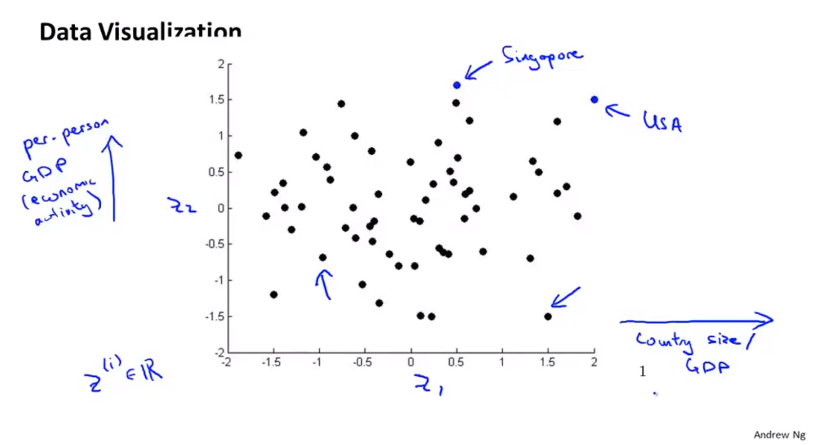 Data Visualization
Singapore
USA
per-person
GDP
(economic
activity)
z2
2
1.5
1
0.5
0
-0.5
-1
-1.5
-2
-2
-1.5
-1
-0.5
0
0.5
1
1.5
2
z1
z(i) ∈ ℝ
Country size/
GDP
1
Andrew Ng